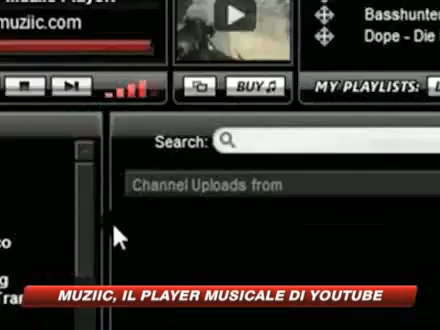 muziic.com
Basshunter
Dope - Die
BUY
MY PLAYLISTS:
Search:
Channel Uploads from
MUZIIC, IL PLAYER MUSICALE DI YOUTUBE